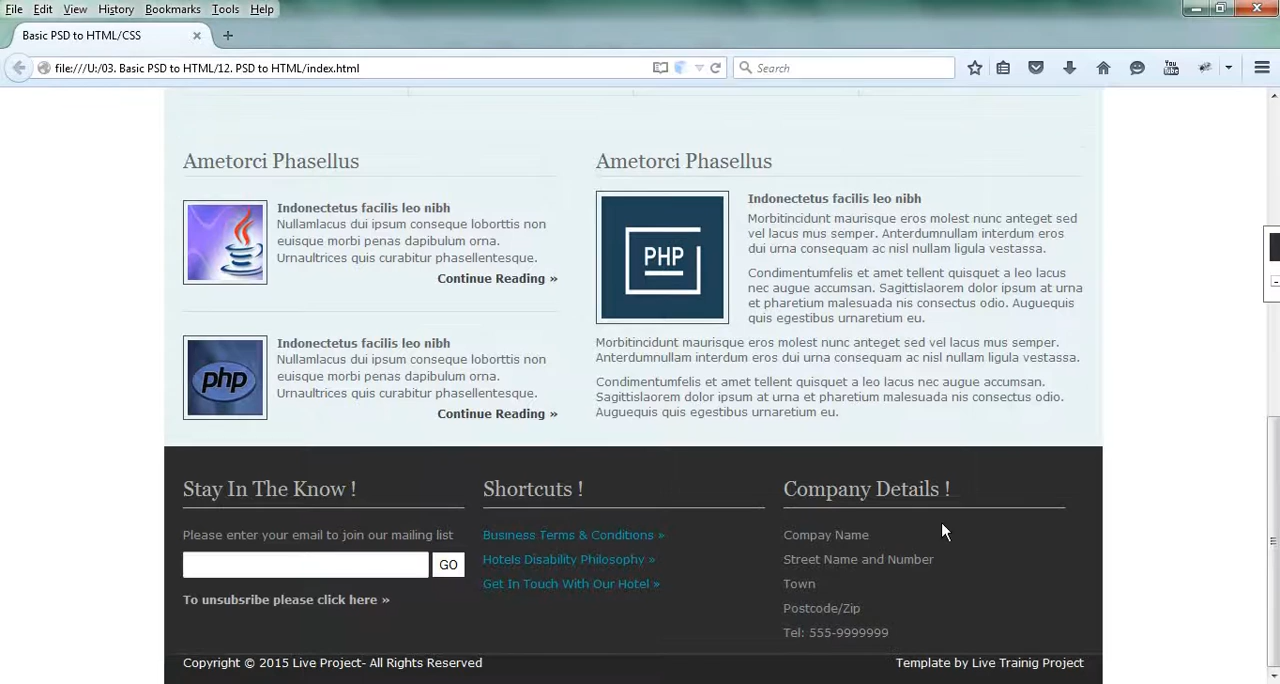 File Edit View History Bookmarks Tools Help
Basic PSD to HTML/CSS
file:///U:/03. Basic PSD to HTML/12. PSD to HTML/index.html
Search
You Tube
Ametorci Phasellus
Indonectetus facilis leo nibh
Nullamlacus dui ipsum conseque loborttis non
euisque morbi penas dapibulum orna.
Urnaultrices quis curabitur phasellentesque.
Continue Reading »
php
Indonectetus facilis leo nibh
Nullamlacus dui ipsum conseque loborttis non
euisque morbi penas dapibulum orna.
Urnaultrices quis curabitur phasellentesque.
Continue Reading »
Ametorci Phasellus
PHP
Indonectetus facilis leo nibh
Morbitincidunt maurisque eros molest nunc anteget sed
vel lacus mus semper. Anterdumnullam interdum eros
dui urna consequam ac nisl nullam ligula vestassa.
Condimentumfelis et amet tellent quisquet a leo lacus
nec augue accumsan. Sagittislaorem dolor ipsum at urna
et pharetium malesuada nis consectus odio. Auguequis
quis egestibus urnaretium eu.
Morbitincidunt maurisque eros molest nunc anteget sed vel lacus mus semper.
Anterdumnullam interdum eros dui urna consequam ac nisl nullam ligula vestassa.
Condimentumfelis et amet tellent quisquet a leo lacus nec augue accumsan.
Sagittislaorem dolor ipsum at urna et pharetium malesuada nis consectus odio.
Auguequis quis egestibus urnaretium eu.
Stay In The Know !
Please enter your email to join our mailing list
GO
To unsubsribe please click here »
Shortcuts !
Business Terms & Conditions »
Hotels Disability Philosophy »
Get In Touch With Our Hotel »
Company Details !
Compay Name
Street Name and Number
Town
Postcode/Zip
Tel: 555-9999999
Copyright © 2015 Live Project- All Rights Reserved
Template by Live Trainig Project